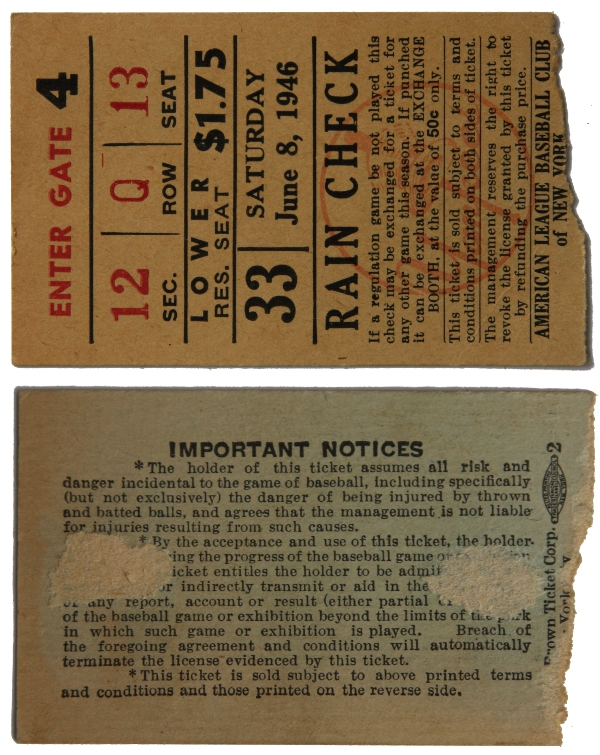 ENTER GATE 4
12 Q 13
SEC. ROW SEAT
LOWER
RES. SEAT $1.75
33 SATURDAY
June 8, 1946
RAIN CHECK
If a regulation game be not played this
check may be exchanged for a ticket for
any other game this season. If punched
it can be exchanged at the EXCHANGE
BOOTH, at the value of 50c only.
This ticket is sold subject to terms and
conditions printed on both sides of ticket.
The management reserves the right to
revoke the license granted by this ticket
by refunding the purchase price.
AMERICAN LEAGUE BASEBALL CLUB
of NEW YORK
IMPORTANT NOTICES
*The holder of this ticket assumes all risk and
danger incidental to the game of baseball, including specifically
(but not exclusively) the danger of being injured by thrown
and batted balls, and agrees that the management is not liable
for injuries resulting from such causes.
* By the acceptance and use of this ticket, the holder
the progress of the baseball game
ticket entitles the holder to be
or indirectly transmit or aid in the
of any report, account or result (either partial
of the baseball game or exhibition beyond the limits of the park
in which such game or exhibition is played. Breach of
the foregoing agreement and conditions will automatically
terminate the license evidenced by this ticket.
*This ticket is sold subject to above printed terms
and conditions and those printed on the reverse side.
Ticket Corp. 2
York